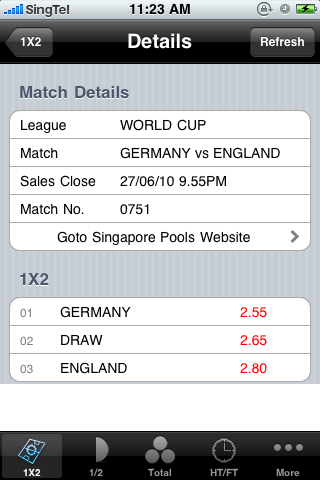 SingTel 11:23 AM
1X2 Details Refresh
Match Details
League WORLD CUP
Match GERMANY vs ENGLAND
Sales Close 27/06/10 9.55PM
Match No. 0751
Goto Singapore Pools Website
1X2
01 GERMANY 2.55
02 DRAW 2.65
03 ENGLAND 2.80
1X2 1/2 Total HT/FT More